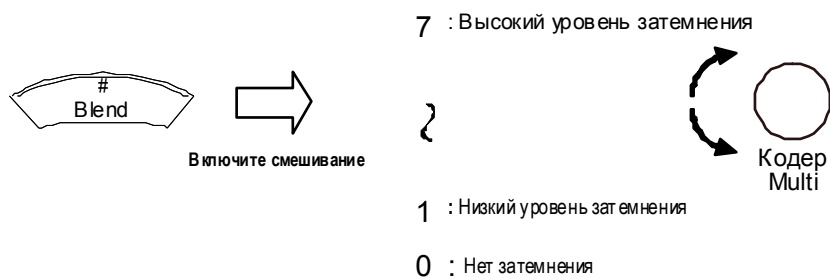 7 : Высокий уровень затемнения
#
Blend
Включите смешивание
Кодер
Multi
1 : Низкий уровень затемнения
0 : Нет затемнения